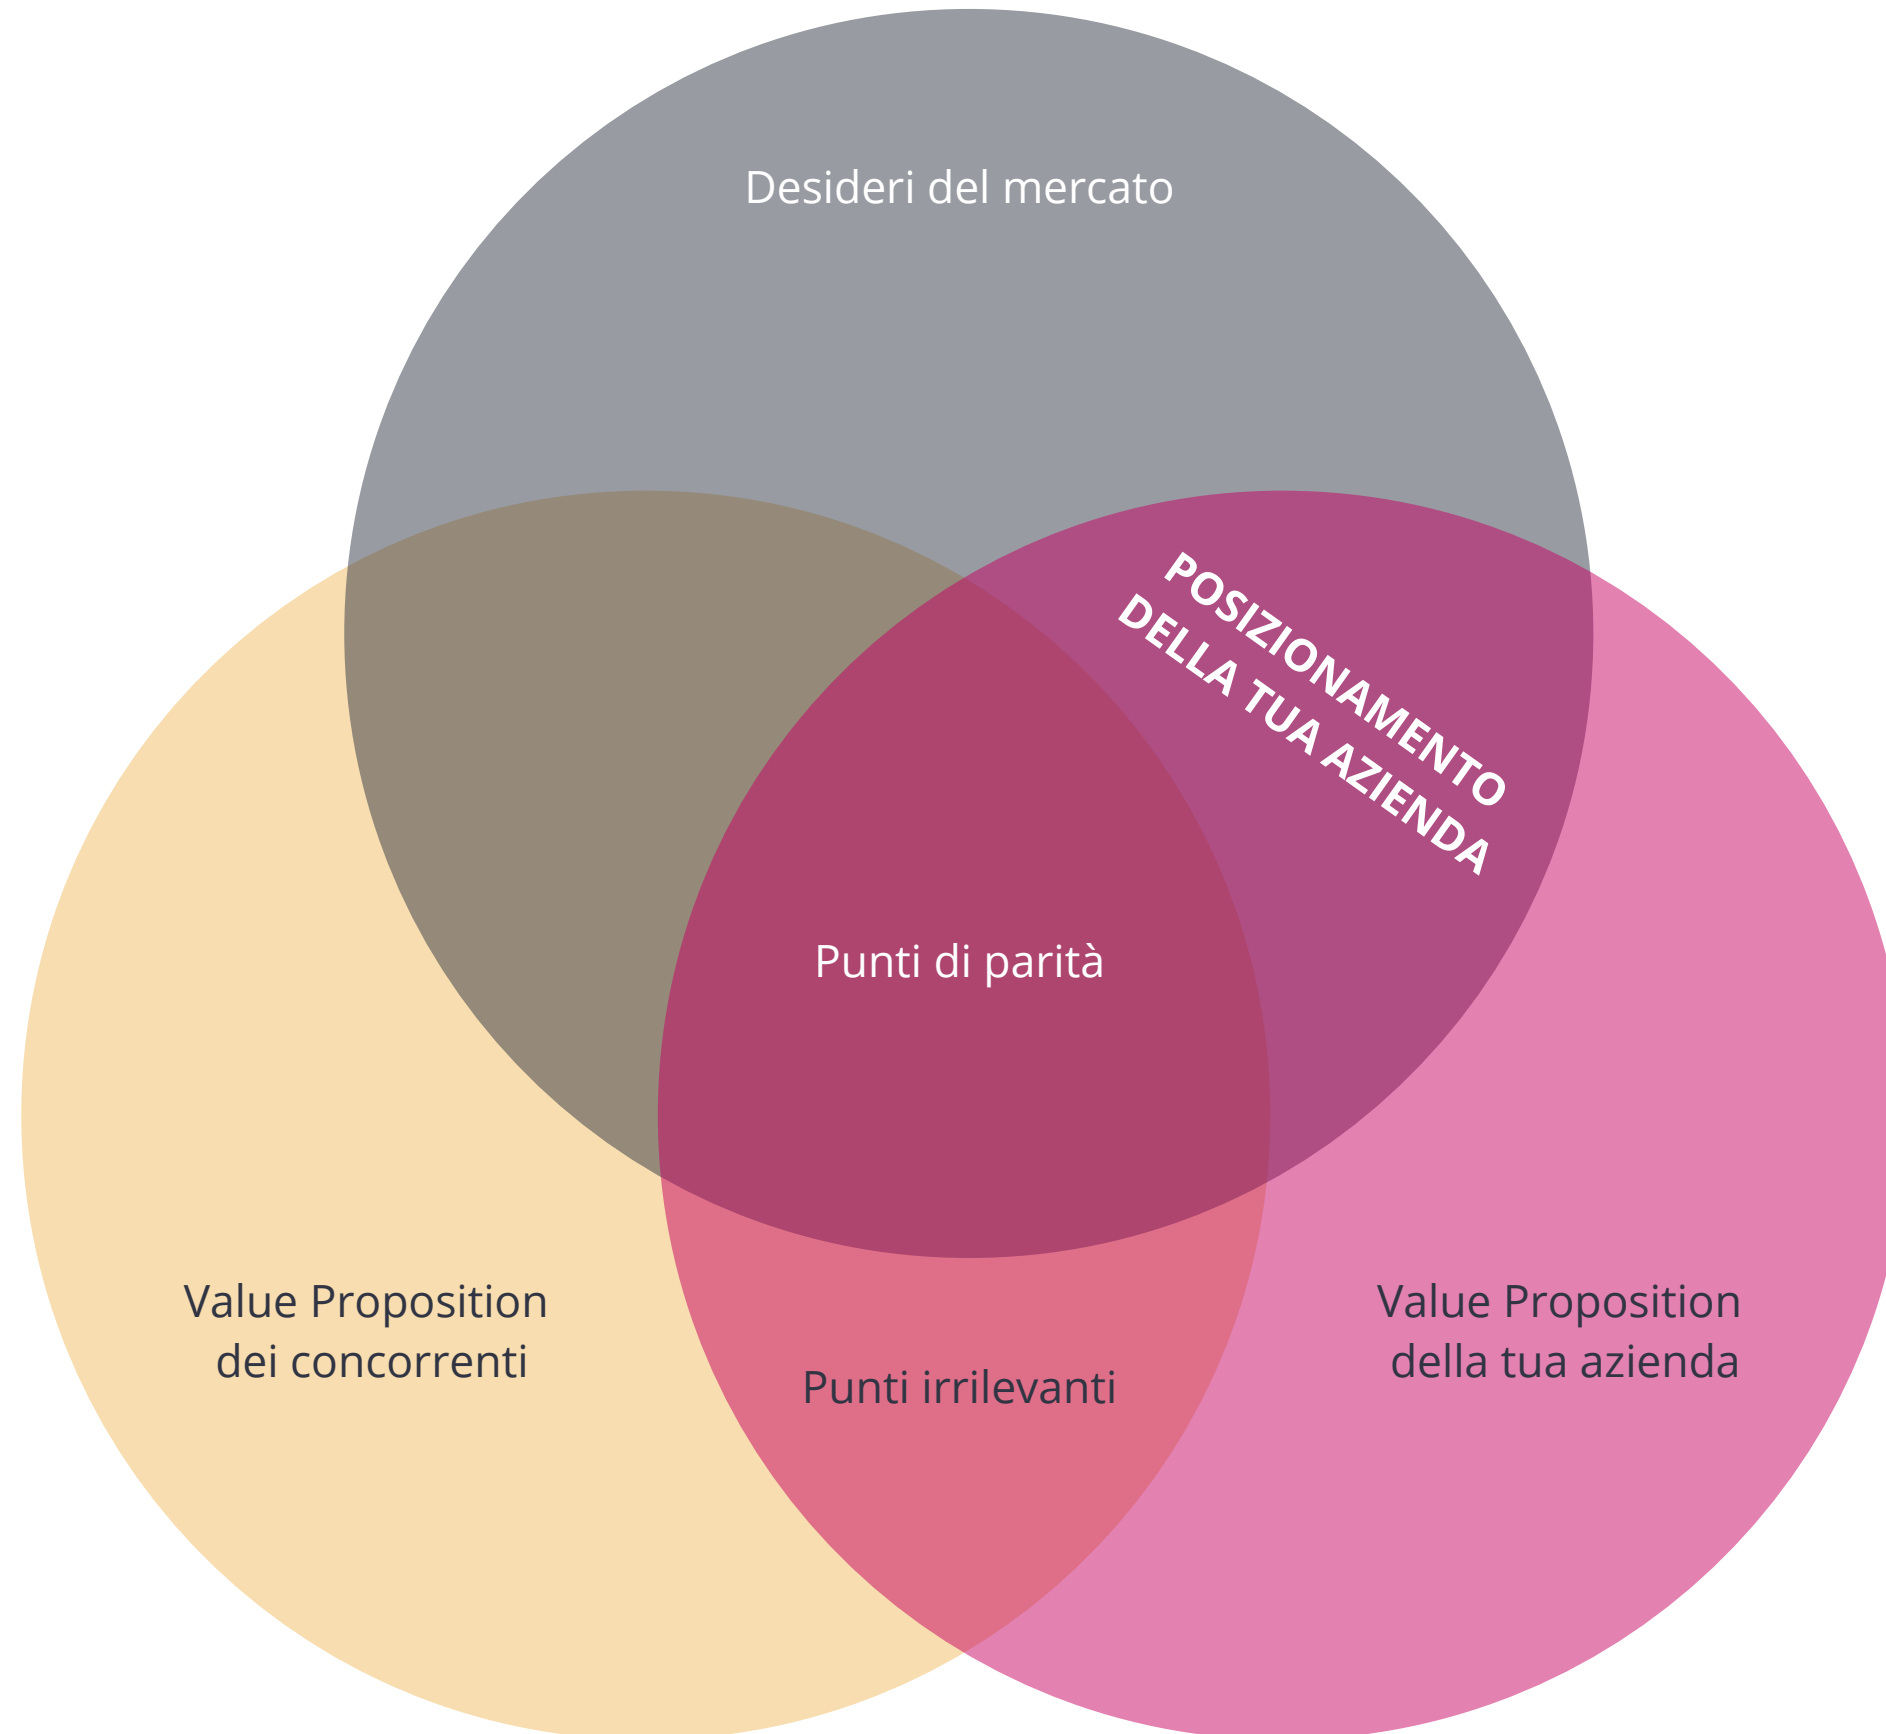 Desideri del mercato
POSIZIONAMENTO
DELLA TUA AZIENDA
Punti di parità
Value Proposition
dei concorrenti
Value Proposition
della tua azienda
Punti irrilevanti